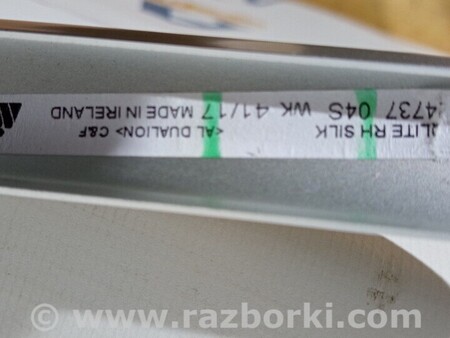 4737 04S WK 41/17 MADE IN IRELAND
LITE RH SILK <AL DUALION> C&F
© www.razborki.com